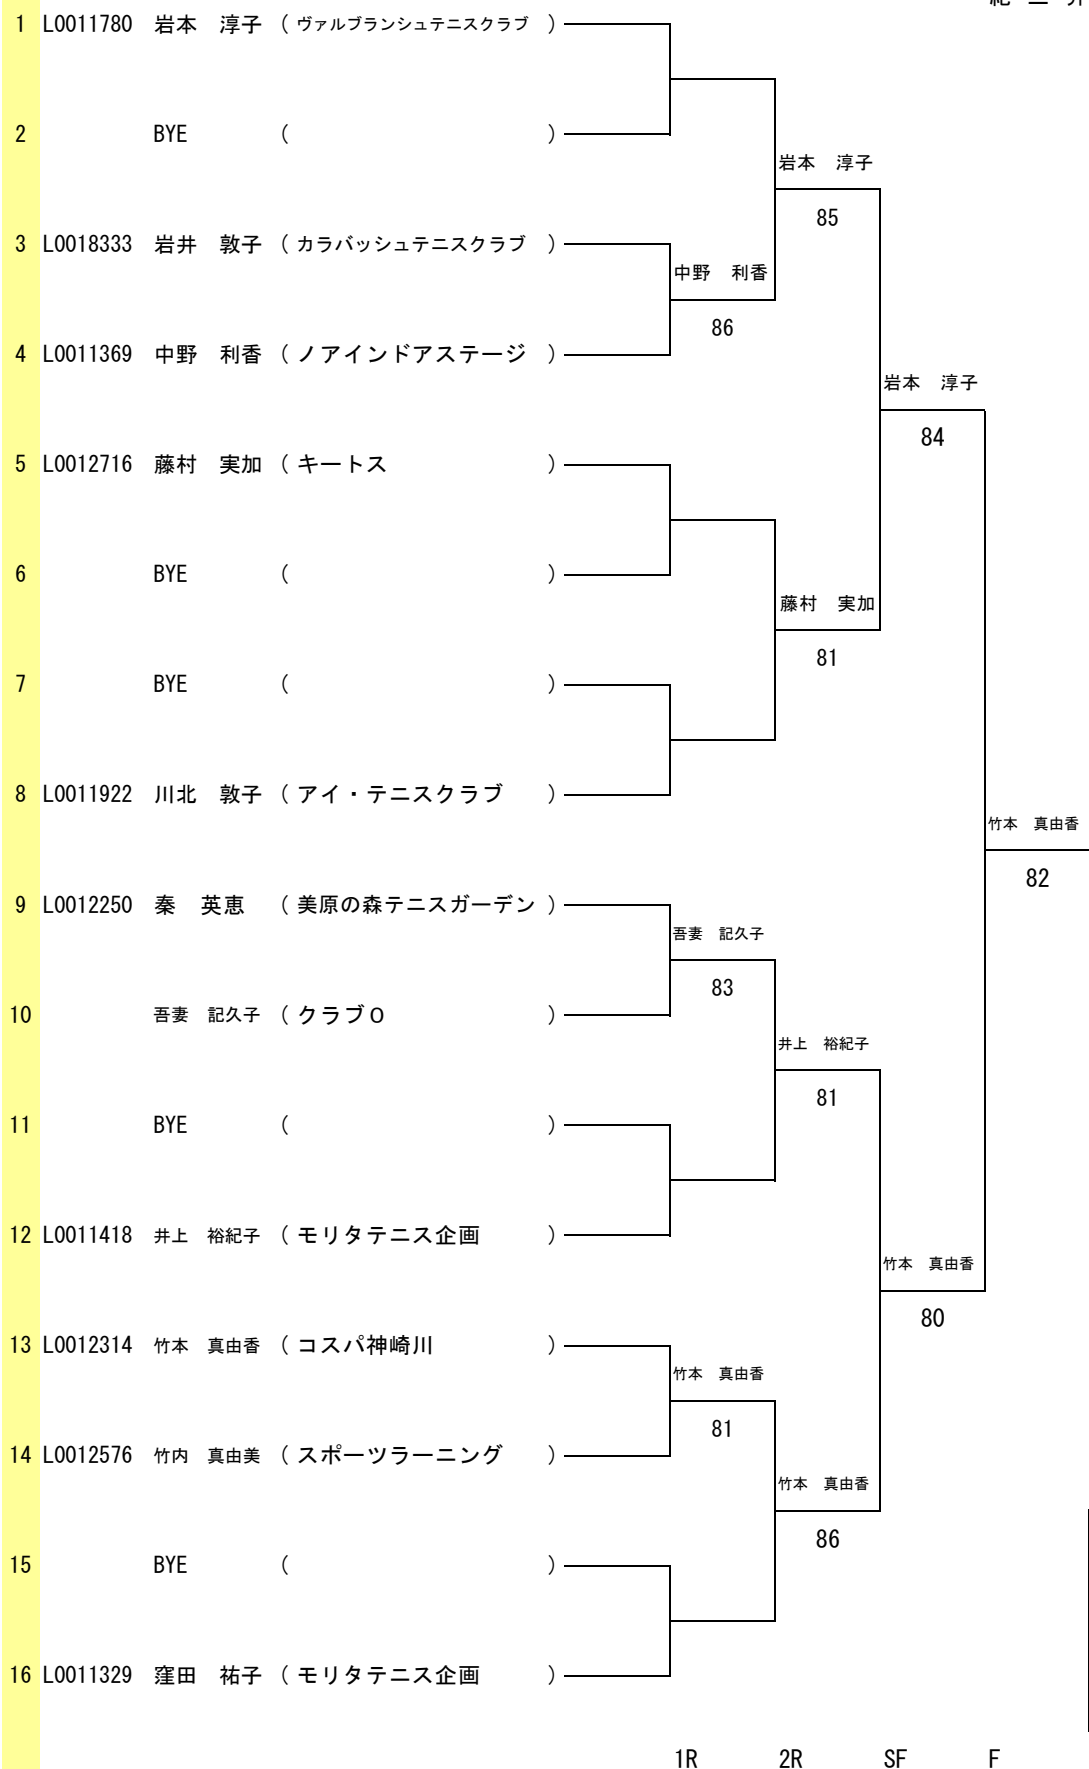 1 L0011780 岩本 淳子 ( ヴァルブランシュテニスクラブ )
2 BYE ( )
岩本 淳子
85
3 L0018333 岩井 敦子 ( カラバッシュテニスクラブ )
中野 利香
86
4 L0011369 中野 利香 ( ノアインドアステージ )
岩本 淳子
84
5 L0012716 藤村 実加 ( キートス )
6 BYE ( )
藤村 実加
81
7 BYE ( )
8 L0011922 川北 敦子 ( アイ・テニスクラブ )
竹本 真由香
82
9 L0012250 秦 英恵 ( 美原の森テニスガーデン )
吾妻 記久子
83
10 吾妻 記久子 ( クラブO )
井上 裕紀子
81
11 BYE ( )
12 L0011418 井上 裕紀子 ( モリタテニス企画 )
竹本 真由香
80
13 L0012314 竹本 真由香 ( コスパ神崎川 )
竹本 真由香
81
14 L0012576 竹内 真由美 ( スポーツラーニング )
竹本 真由香
86
15 BYE ( )
16 L0011329 窪田 祐子 ( モリタテニス企画 )
1R 2R SF F